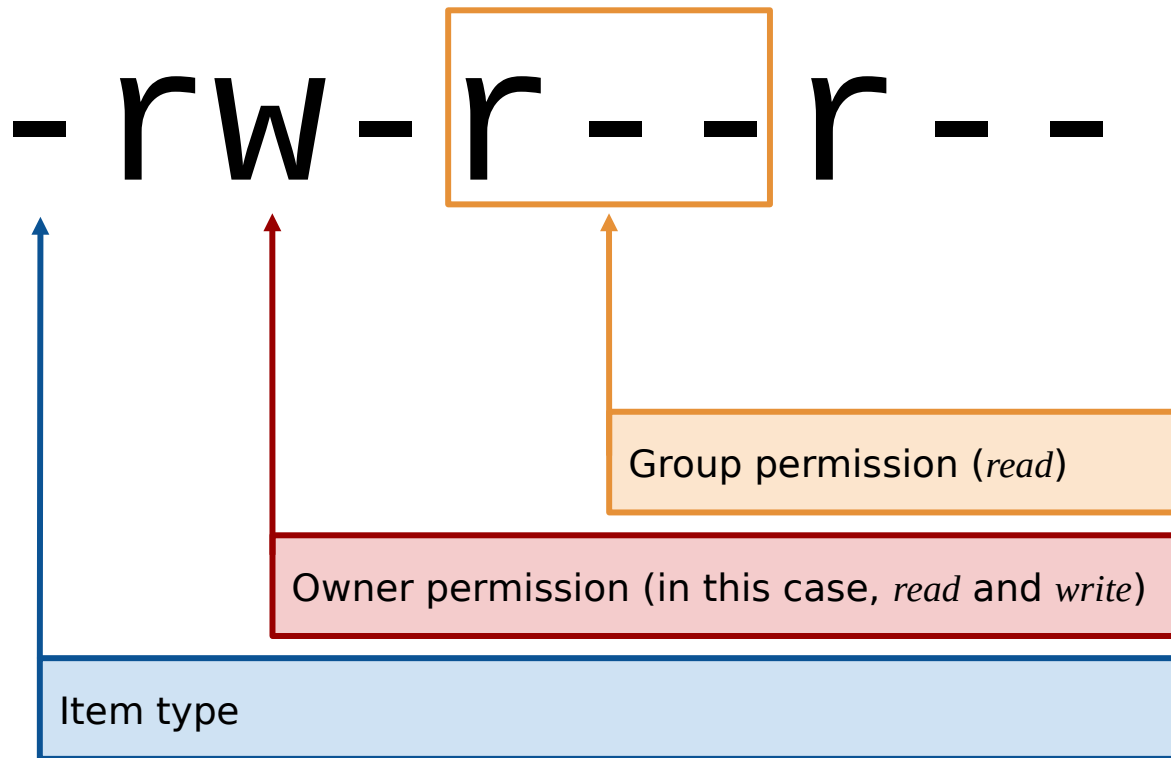 -rw-r--r--
Group permission (read)
Owner permission (in this case, read and write)
Item type